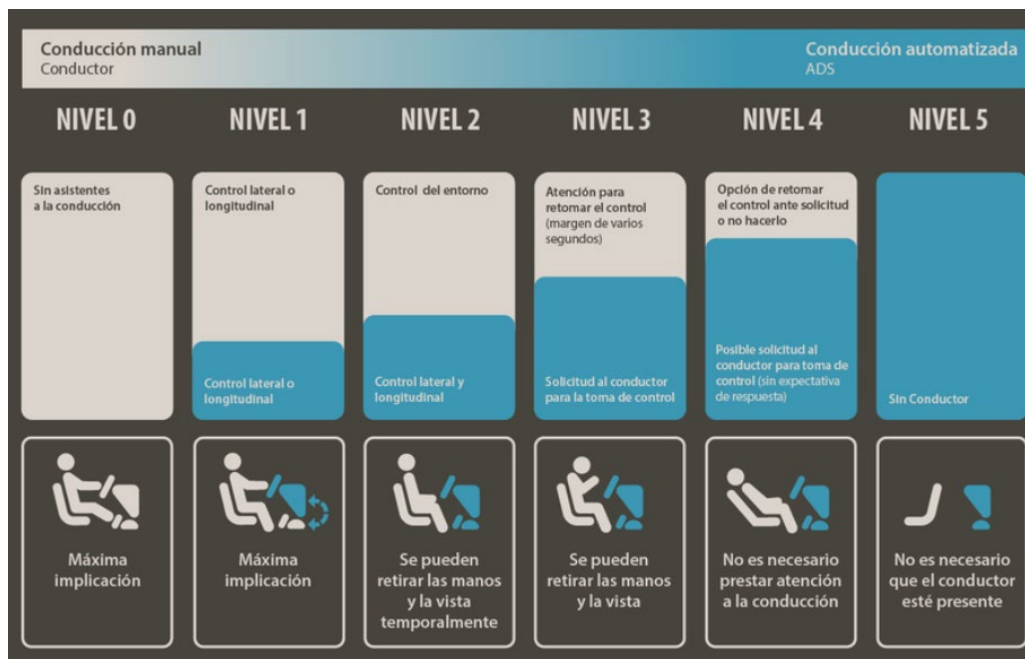 Conducción manual
Conductor
Conducción automatizada
ADS
NIVEL 0
NIVEL 1
NIVEL 2
NIVEL 3
NIVEL 4
NIVEL 5
Sin asistentes
a la conducción
Control lateral o
longitudinal
Control lateral o
longitudinal
Control del entorno
Control lateral y
longitudinal
Atención para
retomar el control
(margen de varios
segundos)
Solicitud al conductor
para la toma de control
Opción de retomar
el control ante solicitud
o no hacerlo
Posible solicitud al
conductor para toma de
control (sin expectativa
de respuesta)
Sin Conductor
Máxima
implicación
Máxima
implicación
Se pueden
retirar las manos
y la vista
temporalmente
Se pueden
retirar las manos
y la vista
No es necesario
prestar atención
a la conducción
No es necesario
que el conductor
esté presente